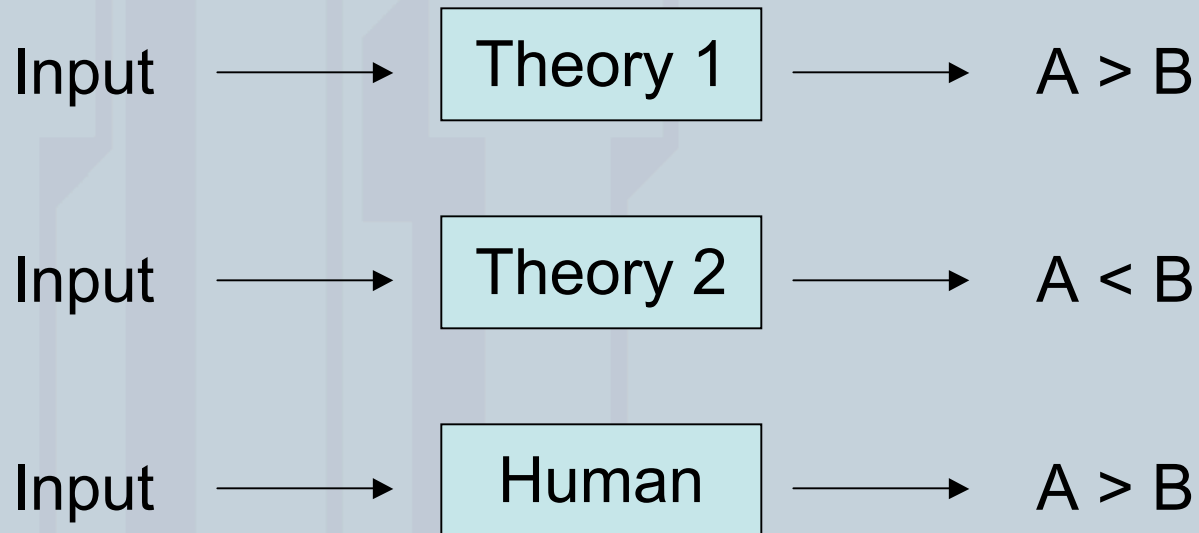 Input Theory 1 A > B
Input Theory 2 A < B
Input Human A > B